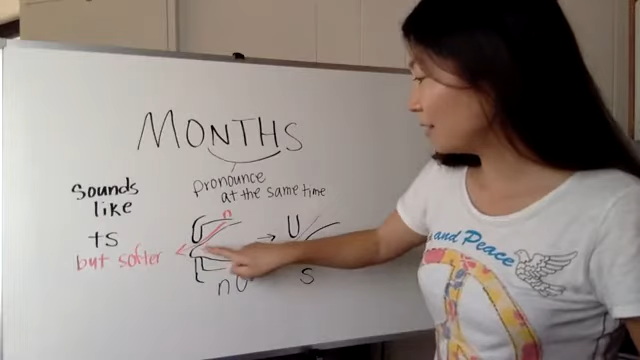 MONTHS
pronounce
at the same time
Sounds
like
ts
but softer
n
U
s
and Peace